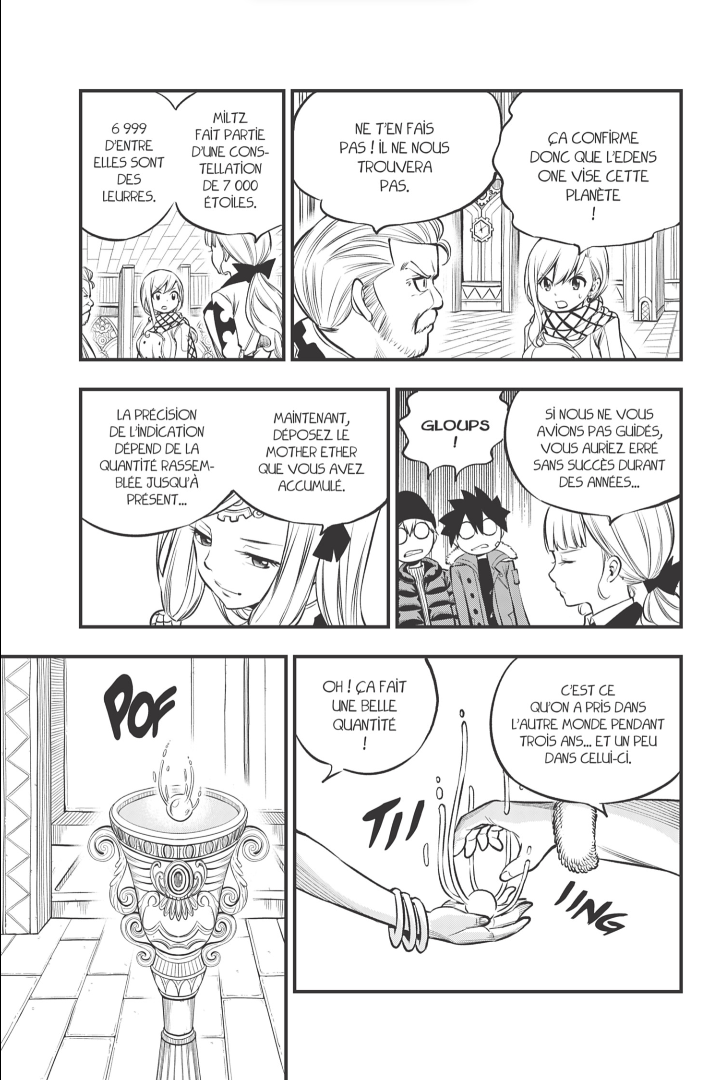 ÇA CONFIRME
DONC QUE L'EDENS
ONE VISE CETTE
PLANÈTE
!
NE T'EN FAIS
PAS ! IL NE NOUS
TROUVERA
PAS.
MILTZ
FAIT PARTIE
D'UNE CONS-
TELLATION
DE 7 000
ÉTOILES.
6 999
D'ENTRE
ELLES SONT
DES
LEURRES.
SI NOUS NE VOUS
AVIONS PAS GUIDÉS,
VOUS AURIEZ ERRÉ
SANS SUCCÈS DURANT
DES ANNÉES...
GLOUPS
!
MAINTENANT,
DÉPOSEZ LE
MOTHER ETHER
QUE VOUS AVEZ
ACCUMULÉ.
LA PRÉCISION
DE L'INDICATION
DÉPEND DE LA
QUANTITÉ RASSEM-
BLÉE JUSQU'À
PRÉSENT...
C'EST CE
QU'ON A PRIS DANS
L'AUTRE MONDE PENDANT
TROIS ANS... ET UN PEU
DANS CELUI-CI.
OH ! ÇA FAIT
UNE BELLE
QUANTITÉ
!
TII
IING
POF